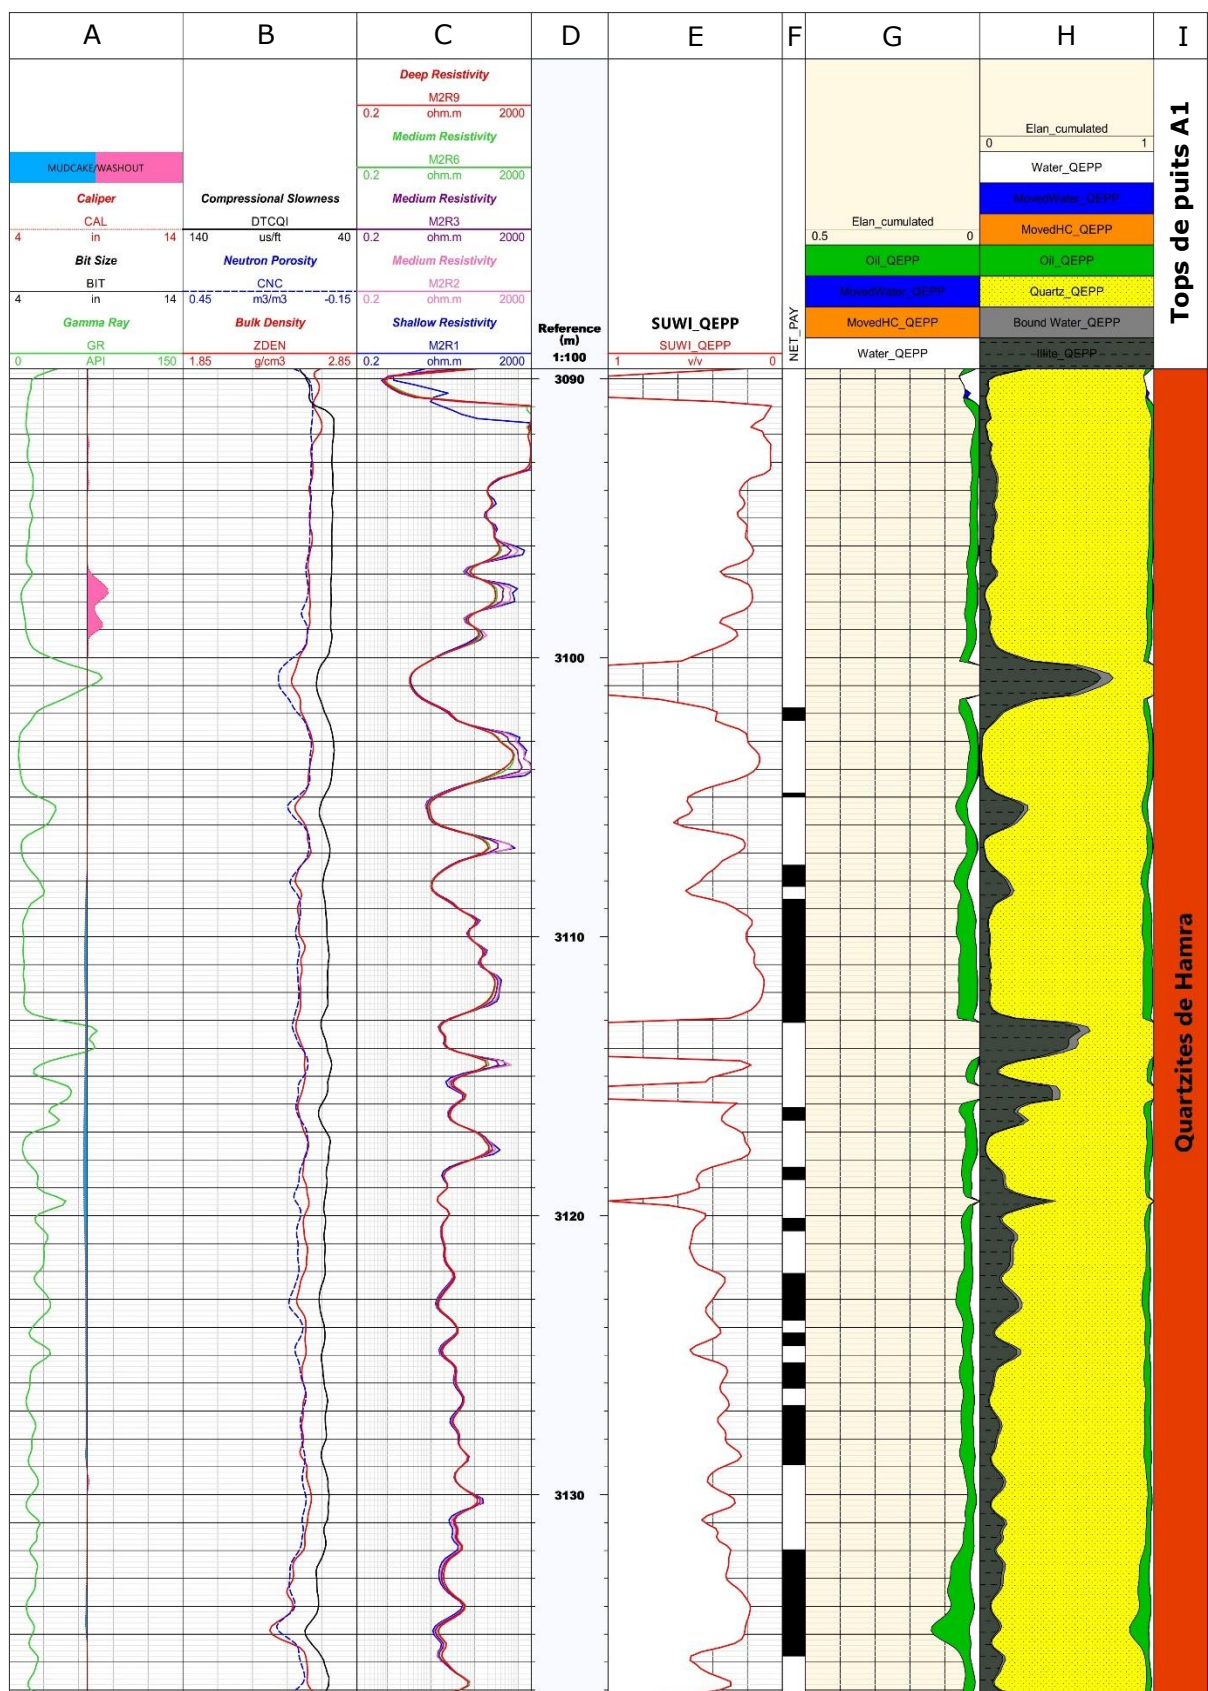 A B C D E F G H I
MUDCAKE/WASHOUT
Caliper
CAL
4 in 14
Bit Size
BIT
4 in 14
Gamma Ray
GR
0 API 150
Compressional Slowness
DTCQI
140 us/ft 40
Neutron Porosity
CNC
0.45 m3/m3 -0.15
Bulk Density
ZDEN
1.85 g/cm3 2.85
Deep Resistivity
M2R9
0.2 ohm.m 2000
Medium Resistivity
M2R6
0.2 ohm.m 2000
Medium Resistivity
M2R3
0.2 ohm.m 2000
Medium Resistivity
M2R2
0.2 ohm.m 2000
Shallow Resistivity
M2R1
0.2 ohm.m 2000
Reference
(m)
1:100
SUWI_QEPP
SUWI_QEPP
1 v/v 0
NET_PAY
Elan_cumulated
0.5 0
Oil_QEPP
MovedWater_QEPP
MovedHC_QEPP
Water_QEPP
Elan_cumulated
0 1
Water_QEPP
MovedWater_QEPP
MovedHC_QEPP
Oil_QEPP
Quartz_QEPP
Bound Water_QEPP
Illite_QEPP
Tops de puits A1
3090
3100
3110
3120
3130
Quartzites de Hamra